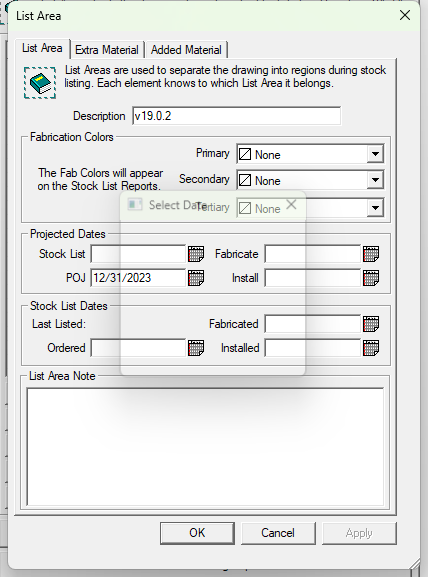 List Area
List Area Extra Material Added Material
List Areas are used to separate the drawing into regions during stock
listing. Each element knows to which List Area it belongs.
Description v19.0.2
Fabrication Colors
Primary None
The Fab Colors will appear
on the Stock List Reports.
Secondary None
Select Date
Tertiary None
Projected Dates
Stock List Fabricate
POJ 12/31/2023 Install
Stock List Dates
Last Listed: Fabricated
Ordered Installed
List Area Note
OK Cancel Apply